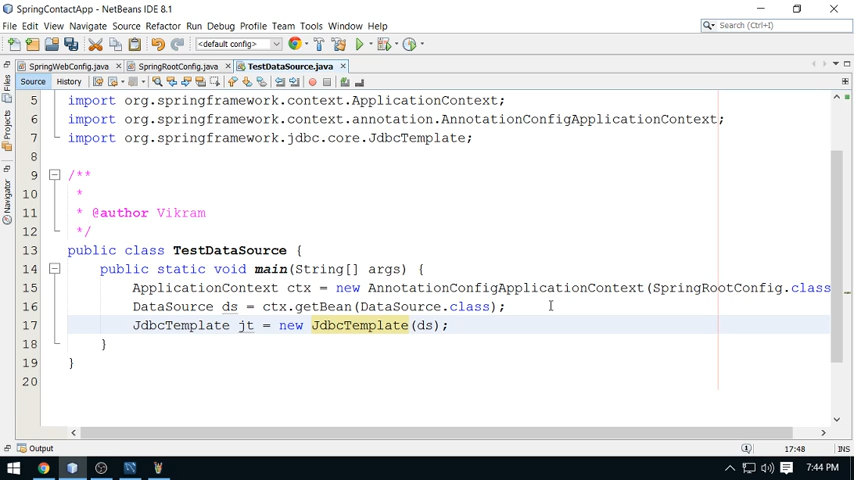 SpringContactApp - NetBeans IDE 8.1
File Edit View Navigate Source Refactor Run Debug Profile Team Tools Window Help
Search (Ctrl+I)
<default config>
SpringWebConfig.java SpringRootConfig.java TestDataSource.java
Source History
Files
Projects
Navigator
5 import org.springframework.context.ApplicationContext;
6 import org.springframework.context.annotation.AnnotationConfigApplicationContext;
7 import org.springframework.jdbc.core.JdbcTemplate;
8
9 /**
10 *
11 * @author Vikram
12 */
13 public class TestDataSource {
14 public static void main(String[] args) {
15 ApplicationContext ctx = new AnnotationConfigApplicationContext(SpringRootConfig.class
16 DataSource ds = ctx.getBean(DataSource.class);
17 JdbcTemplate jt = new JdbcTemplate(ds);
18 }
19 }
20
Output
17:48 INS
7:44 PM